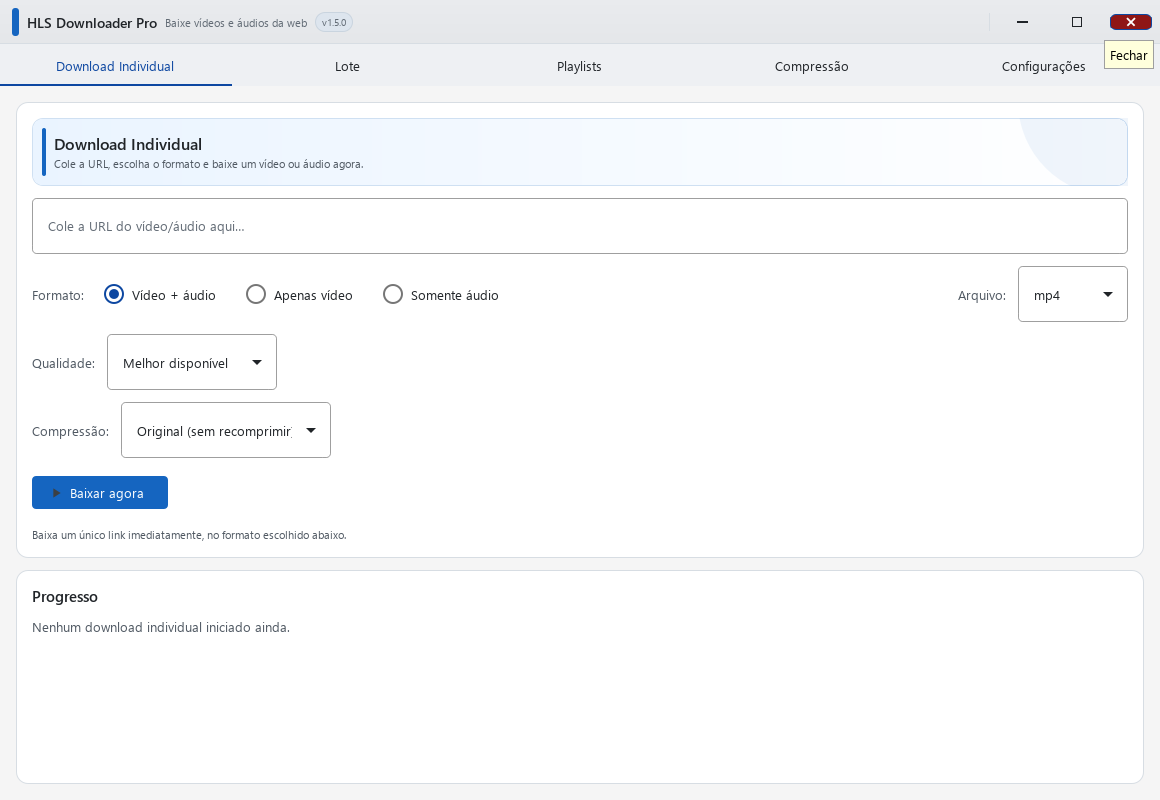 HLS Downloader Pro Baixe vídeos e áudios da web v1.5.0
Fechar
Download Individual Lote Playlists Compressão Configurações
Download Individual
Cole a URL, escolha o formato e baixe um vídeo ou áudio agora.
Cole a URL do vídeo/áudio aqui...
Formato: Vídeo + áudio Apenas vídeo Somente áudio Arquivo: mp4
Qualidade: Melhor disponível
Compressão: Original (sem recomprimir)
Baixar agora
Baixa um único link imediatamente, no formato escolhido abaixo.
Progresso
Nenhum download individual iniciado ainda.